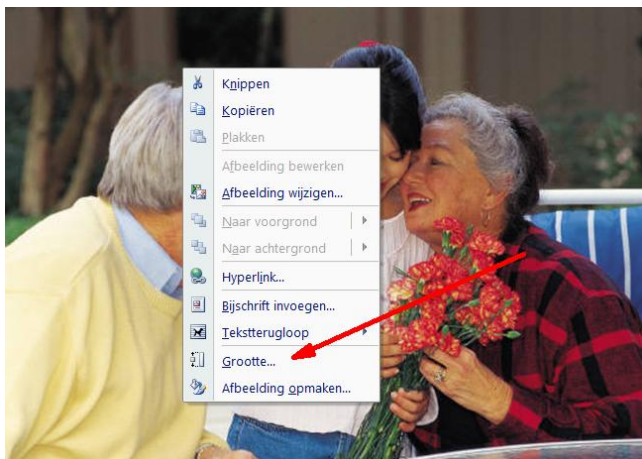 Knippen
Kopiëren
Plakken
Afbeelding bewerken
Afbeelding wijzigen...
Naar voorgrond
Naar achtergrond
Hyperlink...
Bijschrift invoegen...
Tekstterugloop
Grootte...
Afbeelding opmaken...